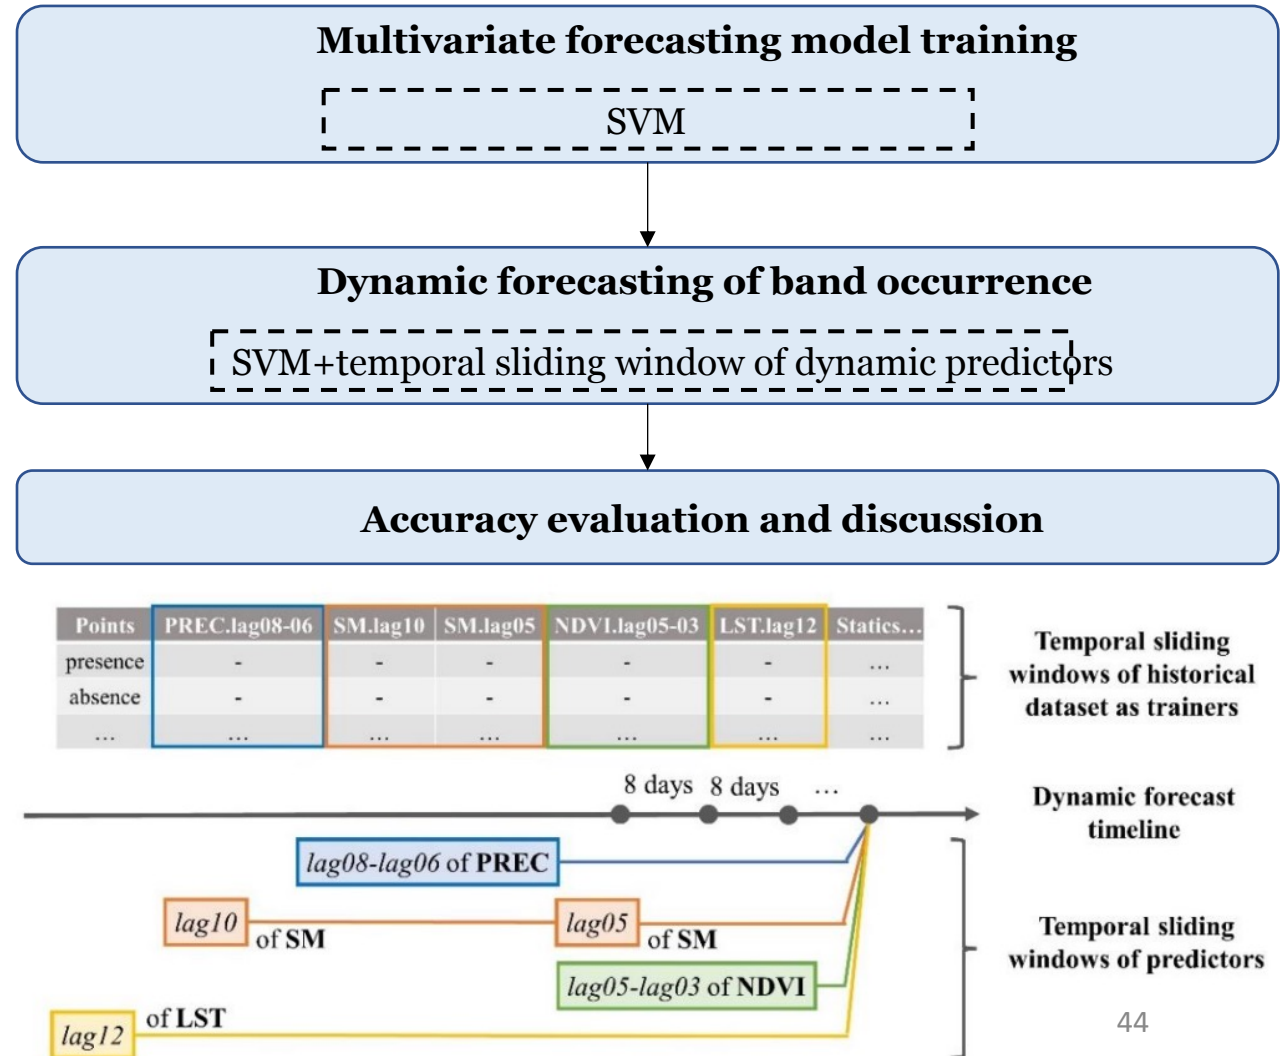 Multivariate forecasting model training
SVM
Dynamic forecasting of band occurrence
SVM+temporal sliding window of dynamic predictors
Accuracy evaluation and discussion
Points PREC.lag08-06 SM.lag10 SM.lag05 NDVI.lag05-03 LST.lag12 Statics...
presence - - - - - ...
absence - - - - - ...
... ... ... ... ... ... ...
Temporal sliding
windows of historical
dataset as trainers
8 days 8 days ...
Dynamic forecast
timeline
lag08-lag06 of PREC
lag10 of SM lag05 of SM
lag05-lag03 of NDVI
lag12 of LST
Temporal sliding
windows of predictors
44